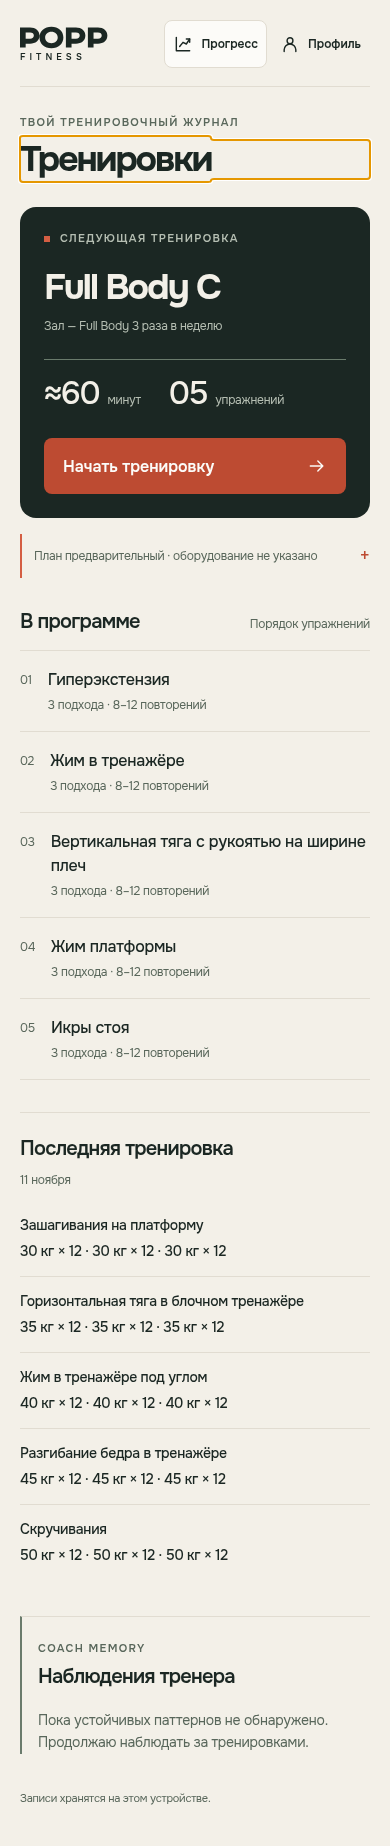 POPP
FITNESS
Прогресс
Профиль
ТВОЙ ТРЕНИРОВОЧНЫЙ ЖУРНАЛ
Тренировки
СЛЕДУЮЩАЯ ТРЕНИРОВКА
Full Body C
Зал — Full Body 3 раза в неделю
≈60 минут 05 упражнений
Начать тренировку →
План предварительный · оборудование не указано +
В программе
Порядок упражнений
01 Гиперэкстензия
3 подхода · 8–12 повторений
02 Жим в тренажёре
3 подхода · 8–12 повторений
03 Вертикальная тяга с рукоятью на ширине
плеч
3 подхода · 8–12 повторений
04 Жим платформы
3 подхода · 8–12 повторений
05 Икры стоя
3 подхода · 8–12 повторений
Последняя тренировка
11 ноября
Зашагивания на платформу
30 кг × 12 · 30 кг × 12 · 30 кг × 12
Горизонтальная тяга в блочном тренажёре
35 кг × 12 · 35 кг × 12 · 35 кг × 12
Жим в тренажёре под углом
40 кг × 12 · 40 кг × 12 · 40 кг × 12
Разгибание бедра в тренажёре
45 кг × 12 · 45 кг × 12 · 45 кг × 12
Скручивания
50 кг × 12 · 50 кг × 12 · 50 кг × 12
COACH MEMORY
Наблюдения тренера
Пока устойчивых паттернов не обнаружено.
Продолжаю наблюдать за тренировками.
Записи хранятся на этом устройстве.